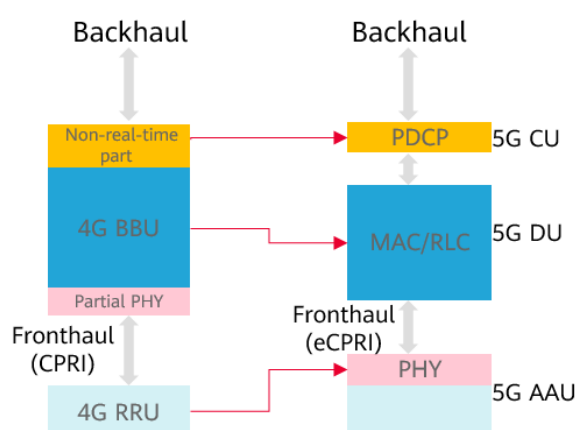 Backhaul
Backhaul
Non-real-time
part
PDCP
5G CU
4G BBU
MAC/RLC
5G DU
Partial PHY
Fronthaul
(CPRI)
Fronthaul
(eCPRI)
PHY
4G RRU
5G AAU